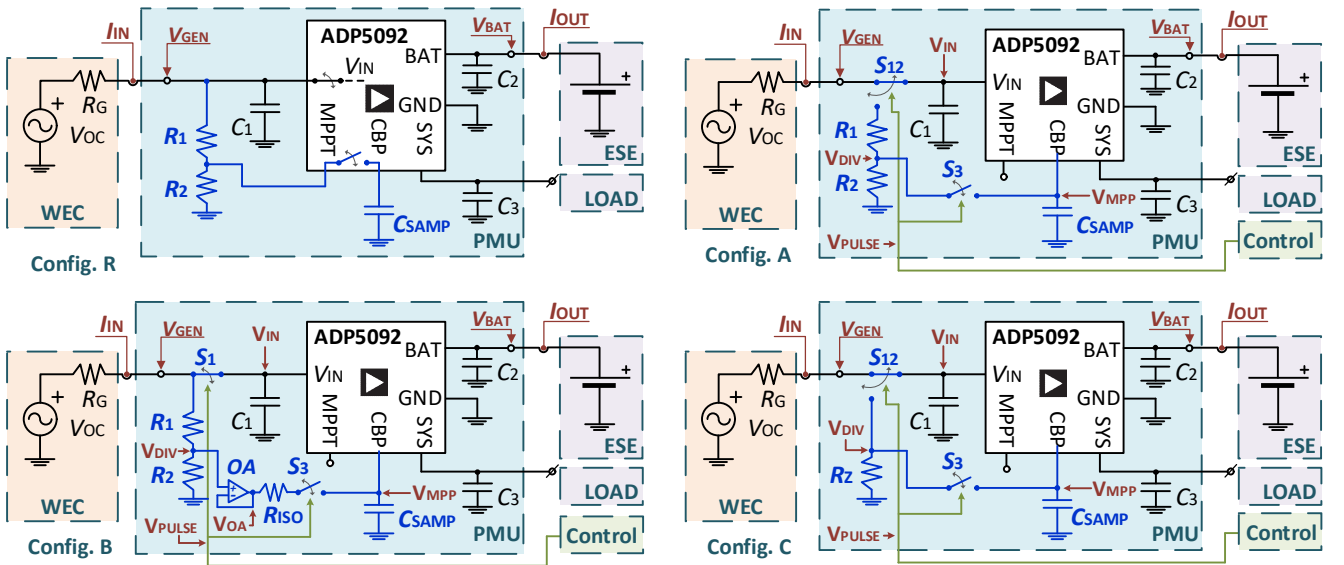 IIN
VGEN
ADP5092
VBAT
IOUT
BAT
VIN
C2
GND
RG
VOC
C1
MPPT
CBP
SYS
R1
R2
CSAMP
C3
ESE
LOAD
WEC
PMU
Config. R
IIN
VGEN
VIN
ADP5092
VBAT
IOUT
S12
BAT
VIN
C2
GND
RG
VOC
C1
MPPT
CBP
SYS
R1
VDIV
R2
S3
VMPP
CSAMP
C3
ESE
LOAD
WEC
VPULSE
PMU
Control
Config. A
IIN
VGEN
VIN
ADP5092
VBAT
IOUT
S1
BAT
VIN
C2
GND
RG
VOC
C1
MPPT
CBP
SYS
R1
VDIV
R2
OA
+
-
S3
RISO
VOA
VMPP
CSAMP
C3
ESE
LOAD
WEC
VPULSE
PMU
Control
Config. B
IIN
VGEN
VIN
ADP5092
VBAT
IOUT
S12
BAT
VIN
C2
GND
RG
VOC
C1
MPPT
CBP
SYS
VDIV
RZ
S3
VMPP
CSAMP
C3
ESE
LOAD
WEC
VPULSE
PMU
Control
Config. C